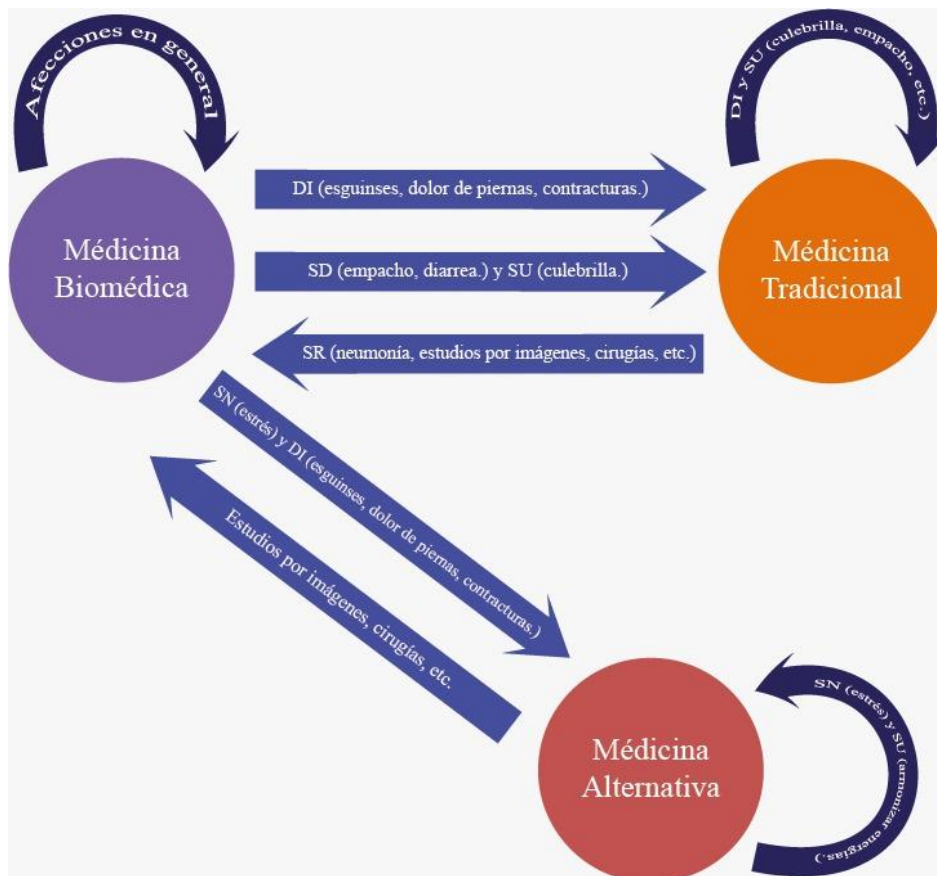 Afecciones en general
DI y SU (culebrilla, empacho, etc.)
Médicina
Biomédica
DI (esguinses, dolor de piernas, contracturas.)
SD (empacho, diarrea.) y SU (culebrilla.)
SR (neumonía, estudios por imágenes, cirugías, etc.)
Médicina
Tradicional
SN (estrés) y DI (esguinses, dolor de piernas, contracturas.)
Estudios por imágenes, cirugías, etc.
Médicina
Alternativa
SN (estrés) y SU (armonizar energías.)